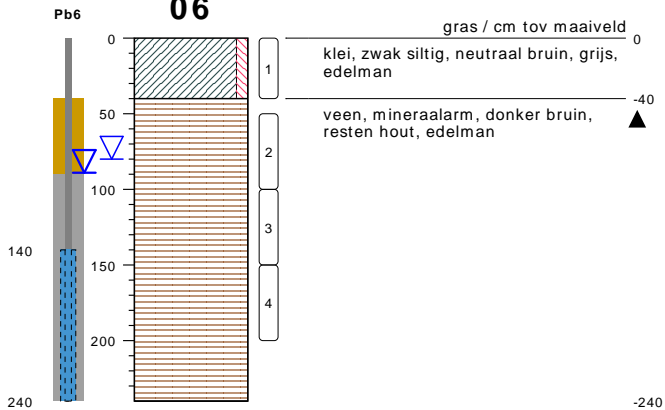 06
Pb6
gras / cm tov maaiveld
0
0
klei, zwak siltig, neutraal bruin, grijs,
edelman
1
-40
50
veen, mineraalarm, donker bruin,
resten hout, edelman
2
100
3
140
150
4
200
240
-240